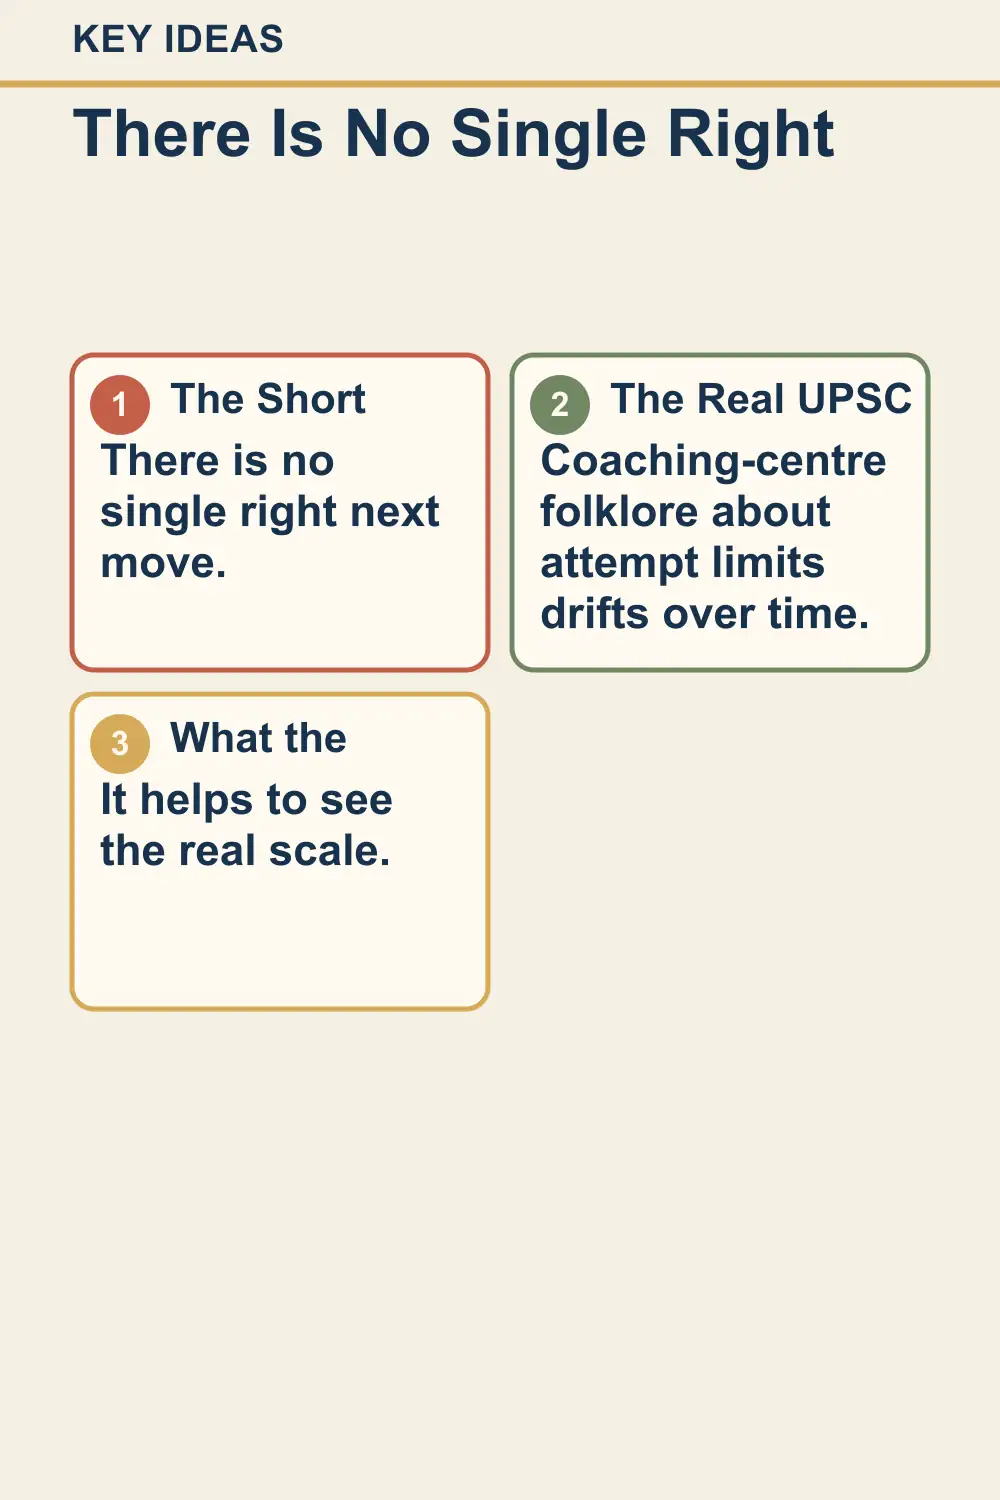 KEY IDEAS
There Is No Single Right
1
The Short
There is no
single right next
move.
2
The Real UPSC
Coaching-centre
folklore about
attempt limits
drifts over time.
3
What the
It helps to see
the real scale.